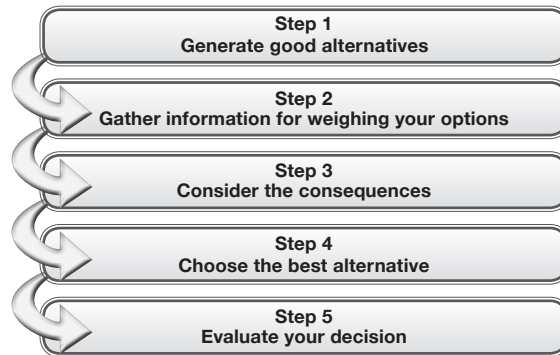 Step 1
Generate good alternatives
Step 2
Gather information for weighing your options
Step 3
Consider the consequences
Step 4
Choose the best alternative
Step 5
Evaluate your decision